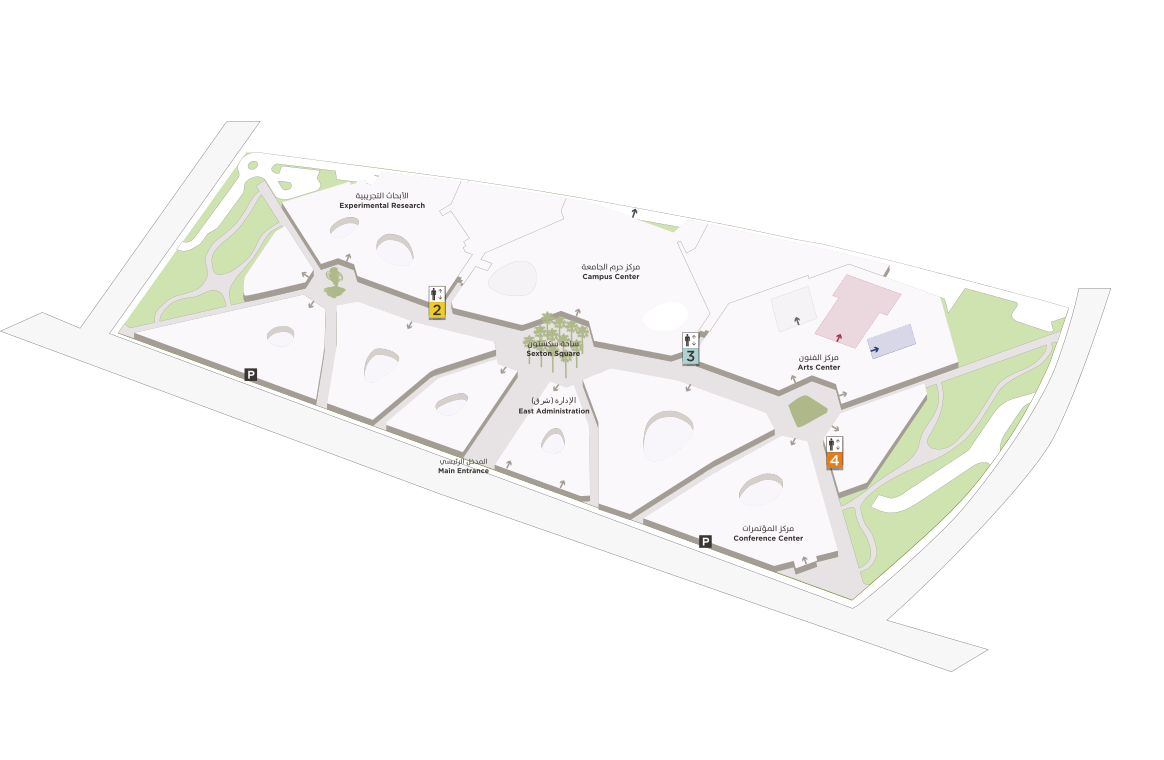 الأبحاث التجريبية
Experimental Research
مركز حرم الجامعة
Campus Center
2
ساحة سكستون
Sexton Square
3
مركز الفنون
Arts Center
P
الإدارة (شرق)
East Administration
4
المدخل الرئيسي
Main Entrance
مركز المؤتمرات
Conference Center
P